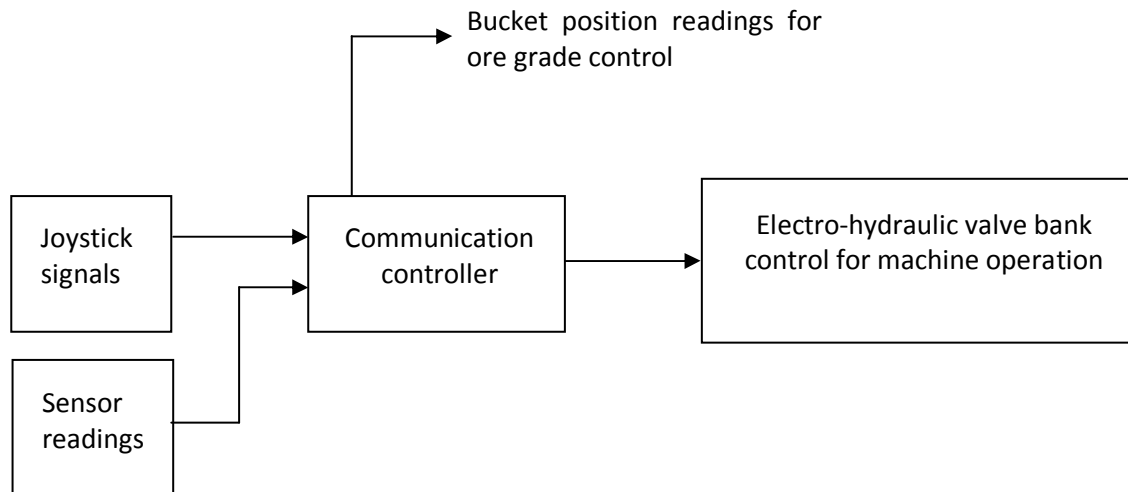 Bucket position readings for
ore grade control
Joystick
signals
Communication
controller
Electro-hydraulic valve bank
control for machine operation
Sensor
readings